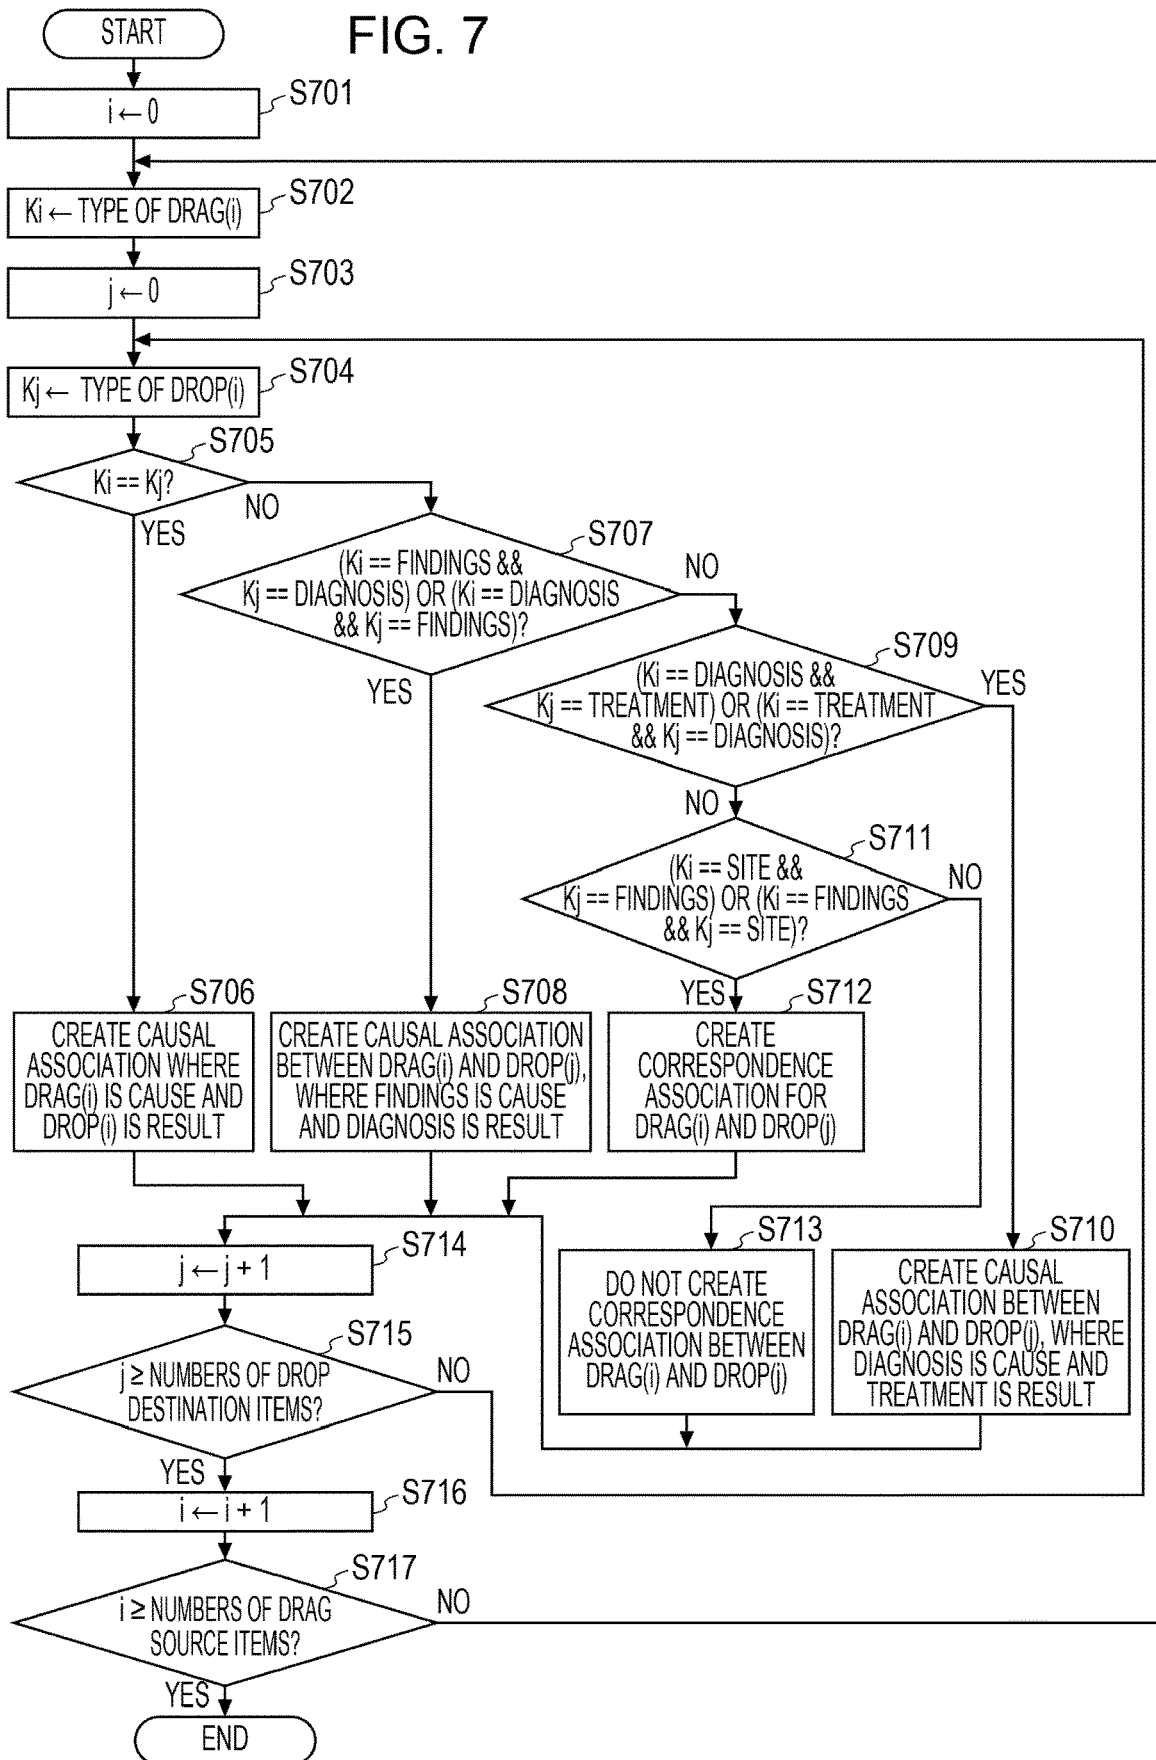 START
FIG. 7
S701
i ← 0
S702
Ki ← TYPE OF DRAG(i)
S703
j ← 0
S704
Kj ← TYPE OF DROP(i)
S705
Ki == Kj?
NO
YES
S707
(Ki == FINDINGS &&
Kj == DIAGNOSIS) OR (Ki == DIAGNOSIS
&& Kj == FINDINGS)?
NO
YES
S709
(Ki == DIAGNOSIS &&
Kj == TREATMENT) OR (Ki == TREATMENT
&& Kj == DIAGNOSIS)?
YES
NO
S711
(Ki == SITE &&
Kj == FINDINGS) OR (Ki == FINDINGS
&& Kj == SITE)?
NO
YES
S706
CREATE CAUSAL
ASSOCIATION WHERE
DRAG(i) IS CAUSE AND
DROP(i) IS RESULT
S708
CREATE CAUSAL ASSOCIATION
BETWEEN DRAG(i) AND DROP(j),
WHERE FINDINGS IS CAUSE
AND DIAGNOSIS IS RESULT
S712
CREATE
CORRESPONDENCE
ASSOCIATION FOR
DRAG(i) AND DROP(j)
S714
j ← j + 1
S713
DO NOT CREATE
CORRESPONDENCE
ASSOCIATION BETWEEN
DRAG(i) AND DROP(j)
S710
CREATE CAUSAL
ASSOCIATION BETWEEN
DRAG(i) AND DROP(j), WHERE
DIAGNOSIS IS CAUSE AND
TREATMENT IS RESULT
S715
j ≥ NUMBERS OF DROP
DESTINATION ITEMS?
NO
YES
S716
i ← i + 1
S717
i ≥ NUMBERS OF DRAG
SOURCE ITEMS?
NO
YES
END